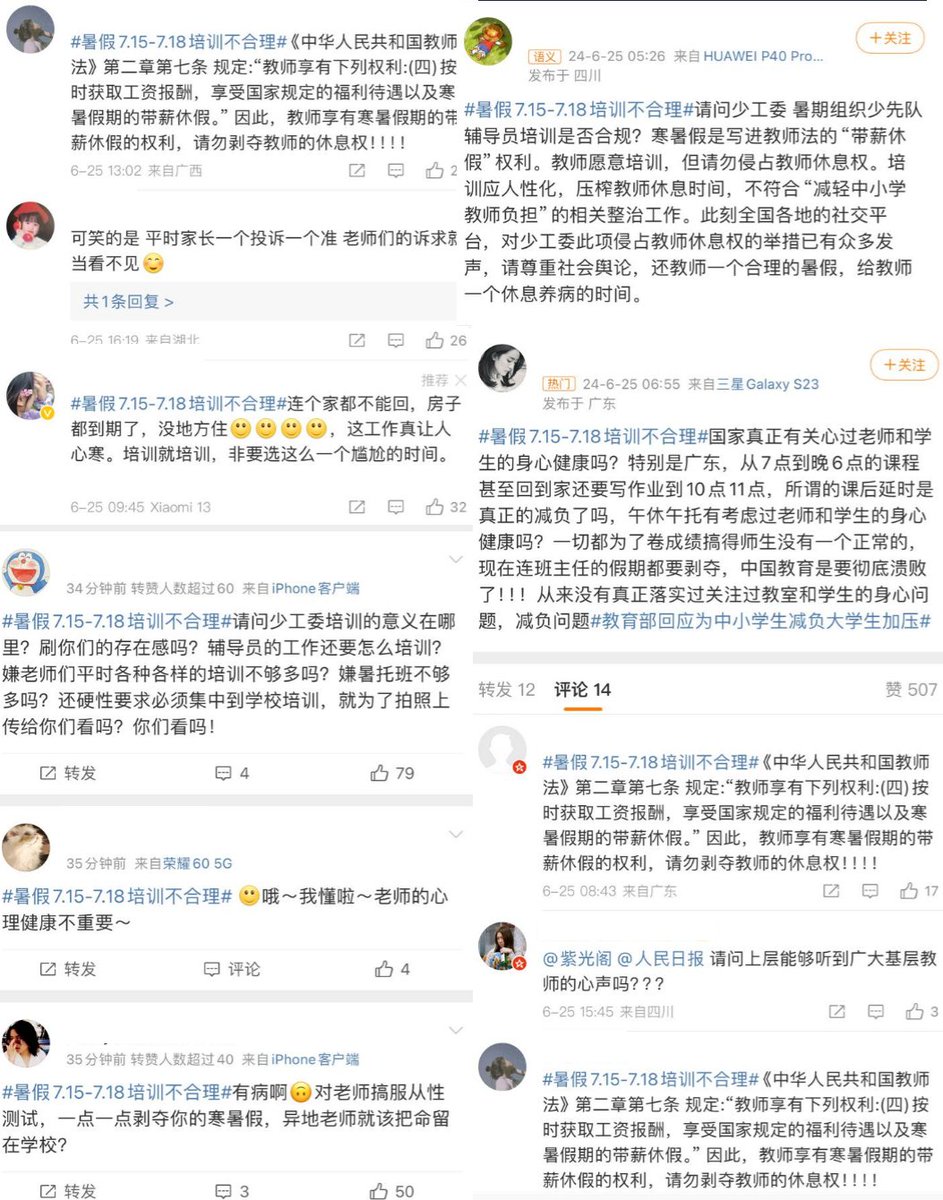 #暑假7.15-7.18培训不合理#《中华人民共和国教师
法》第二章第七条 规定:“教师享有下列权利:(四)按
时获取工资报酬，享受国家规定的福利待遇以及寒
暑假期的带薪休假。”因此，教师享有寒暑假期的带
薪休假的权利，请勿剥夺教师的休息权！！！！
6-25 13:02 来自广西
2
可笑的是 平时家长一个投诉一个准 老师们的诉求就
当看不见
共1条回复 >
6-25 16:19 来自湖北
26
推荐
#暑假7.15-7.18培训不合理#连个家都不能回，房子
都到期了，没地方住，这工作真让人
心寒。培训就培训，非要选这么一个尴尬的时间。
6-25 09:45 Xiaomi 13
32
34分钟前 转赞人数超过60 来自iPhone客户端
#暑假7.15-7.18培训不合理#请问少工委培训的意义在哪
里？刷你们的存在感吗？辅导员的工作还要怎么培训？
嫌老师们平时各种各样的培训不够多吗？嫌暑托班不够
多吗？还硬性要求必须集中到学校培训，就为了拍照上
传给你们看吗？你们看吗！
转发 4 79
35分钟前 来自荣耀60 5G
#暑假7.15-7.18培训不合理# 哦～我懂啦～老师的心
理健康不重要～
转发 评论 4
35分钟前 转赞人数超过40 来自iPhone客户端
#暑假7.15-7.18培训不合理#有病啊🙃对老师搞服从性
测试，一点一点剥夺你的寒暑假，异地老师就该把命留
在学校？
转发 3 50
+关注
语义 24-6-25 05:26 来自HUAWEI P40 Pro...
发布于 四川
#暑假7.15-7.18培训不合理#请问少工委 暑期组织少先队
辅导员培训是否合规？寒暑假是写进教师法的“带薪休
假”权利。教师愿意培训，但请勿侵占教师休息权。培
训应人性化，压榨教师休息时间，不符合“减轻中小学
教师负担”的相关整治工作。此刻全国各地的社交平
台，对少工委此项侵占教师休息权的举措已有众多发
声，请尊重社会舆论，还教师一个合理的暑假，给教师
一个休息养病的时间。
+关注
热门 24-6-25 06:55 来自三星Galaxy S23
发布于 广东
#暑假7.15-7.18培训不合理#国家真正有关心过老师和学
生的身心健康吗？特别是广东，从7点到晚6点的课程
甚至回到家还要写作业到10点11点，所谓的课后延时是
真正的减负了吗，午休午托有考虑过老师和学生的身心
健康吗？一切都为了卷成绩搞得师生没有一个正常的，
现在连班主任的假期都要剥夺，中国教育是要彻底溃败
了！！！从来没有真正落实过关注过教室和学生的身心问
题，减负问题#教育部回应为中小学生减负大学生加压#
转发 12 评论 14 赞 507
#暑假7.15-7.18培训不合理#《中华人民共和国教师
法》第二章第七条 规定:“教师享有下列权利:(四)按
时获取工资报酬，享受国家规定的福利待遇以及寒
暑假期的带薪休假。”因此，教师享有寒暑假期的带
薪休假的权利，请勿剥夺教师的休息权！！！！
6-25 08:43 来自广东
17
@紫光阁 @人民日报 请问上层能够听到广大基层教
师的心声吗？？？
6-25 15:45 来自四川
3
#暑假7.15-7.18培训不合理#《中华人民共和国教师
法》第二章第七条 规定:“教师享有下列权利:(四)按
时获取工资报酬，享受国家规定的福利待遇以及寒
暑假期的带薪休假。”因此，教师享有寒暑假期的带
薪休假的权利，请勿剥夺教师的休息权！！！！